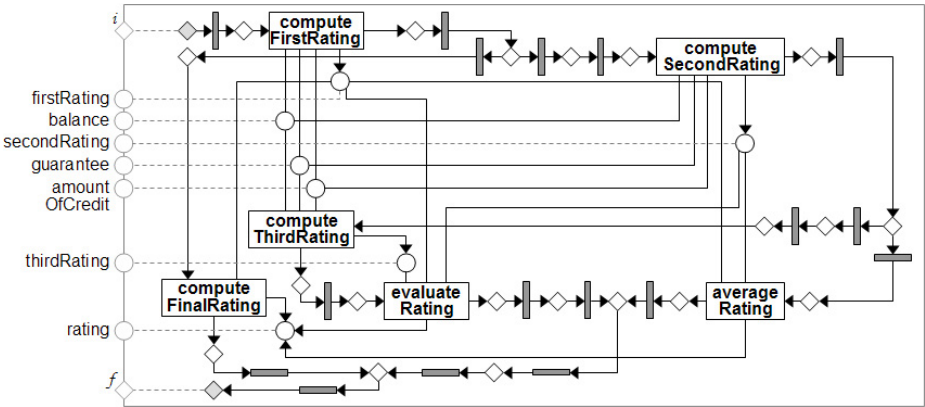 i
compute
FirstRating
compute
SecondRating
firstRating
balance
secondRating
guarantee
amount
OfCredit
compute
ThirdRating
thirdRating
compute
FinalRating
evaluate
Rating
average
Rating
rating
f